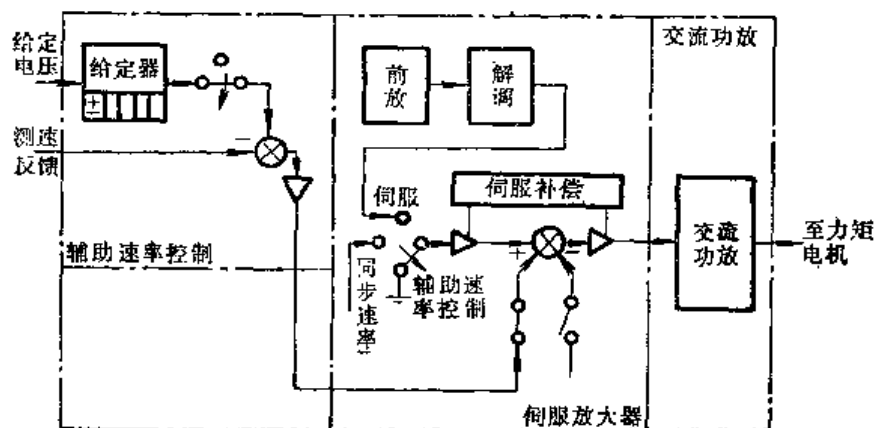 给定
电压
给定器
+
−
−
测速
反馈
辅助速率控制
前
放
解
调
伺服
伺服补偿
同
步
速
率
辅助速
率控制
+
−
伺服放大器
交流功放
交流
功放
至力矩
电机